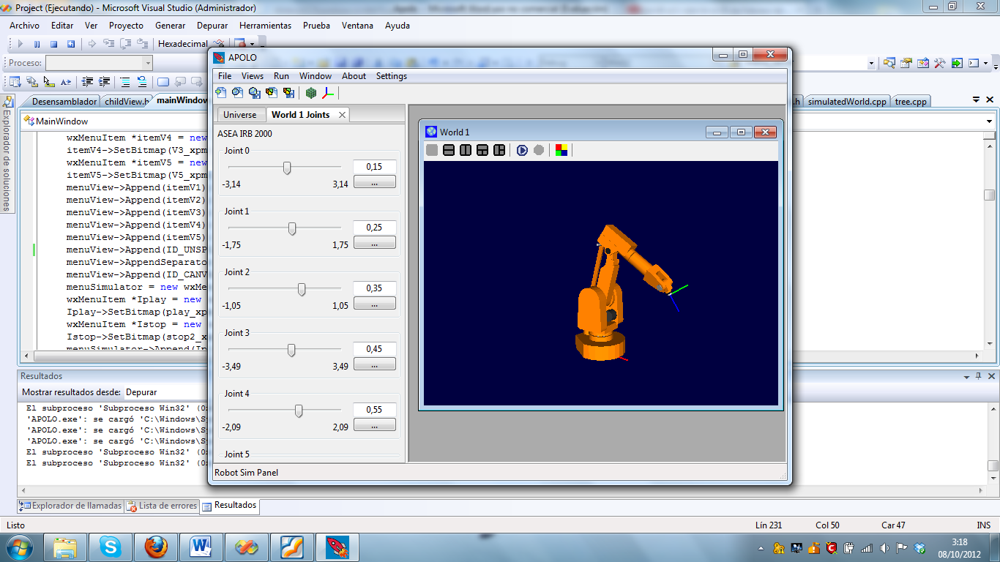 Project (Ejecutando) - Microsoft Visual Studio (Administrador)
Archivo Editar Ver Proyecto Generar Depurar Herramientas Prueba Ventana Ayuda
Hexadecimal
Proceso:
Desensamblador childView.h mainWindow .h simulatedWorld.cpp tree.cpp
Explorador de soluciones
MainWindow
wxMenuItem *itemV4 = new
itemV4->SetBitmap(V3_xpm
wxMenuItem *itemV5 = new
itemV5->SetBitmap(V5_xpm
menuView->Append(itemV1)
menuView->Append(itemV2)
menuView->Append(itemV3)
menuView->Append(itemV4)
menuView->Append(itemV5)
menuView->Append(ID_UNSP
menuView->AppendSeparato
menuView->Append(ID_CANV
menuSimulator = new wxMe
wxMenuItem *Iplay = new
Iplay->SetBitmap(play_xp
wxMenuItem *Istop = new
Istop->SetBitmap(stop2_x
menuSimulator->Append(Ip
APOLO
File Views Run Window About Settings
Universe World 1 Joints
ASEA IRB 2000
Joint 0
0,15
-3,14 3,14 ...
Joint 1
0,25
-1,75 1,75 ...
Joint 2
0,35
-1,05 1,05 ...
Joint 3
0,45
-3,49 3,49 ...
Joint 4
0,55
-2,09 2,09 ...
Joint 5
World 1
Robot Sim Panel
Resultados
Mostrar resultados desde: Depurar
El subproceso 'Subproceso Win32' (0x
'APOLO.exe': se cargó 'C:\Windows\Sy
'APOLO.exe': se cargó 'C:\Windows\Sy
'APOLO.exe': se cargó 'C:\Windows\Sy
El subproceso 'Subproceso Win32' (0x
El subproceso 'Subproceso Win32' (0x
Explorador de llamadas Lista de errores Resultados
Listo Lín 231 Col 50 Car 47 INS
3:18
08/10/2012